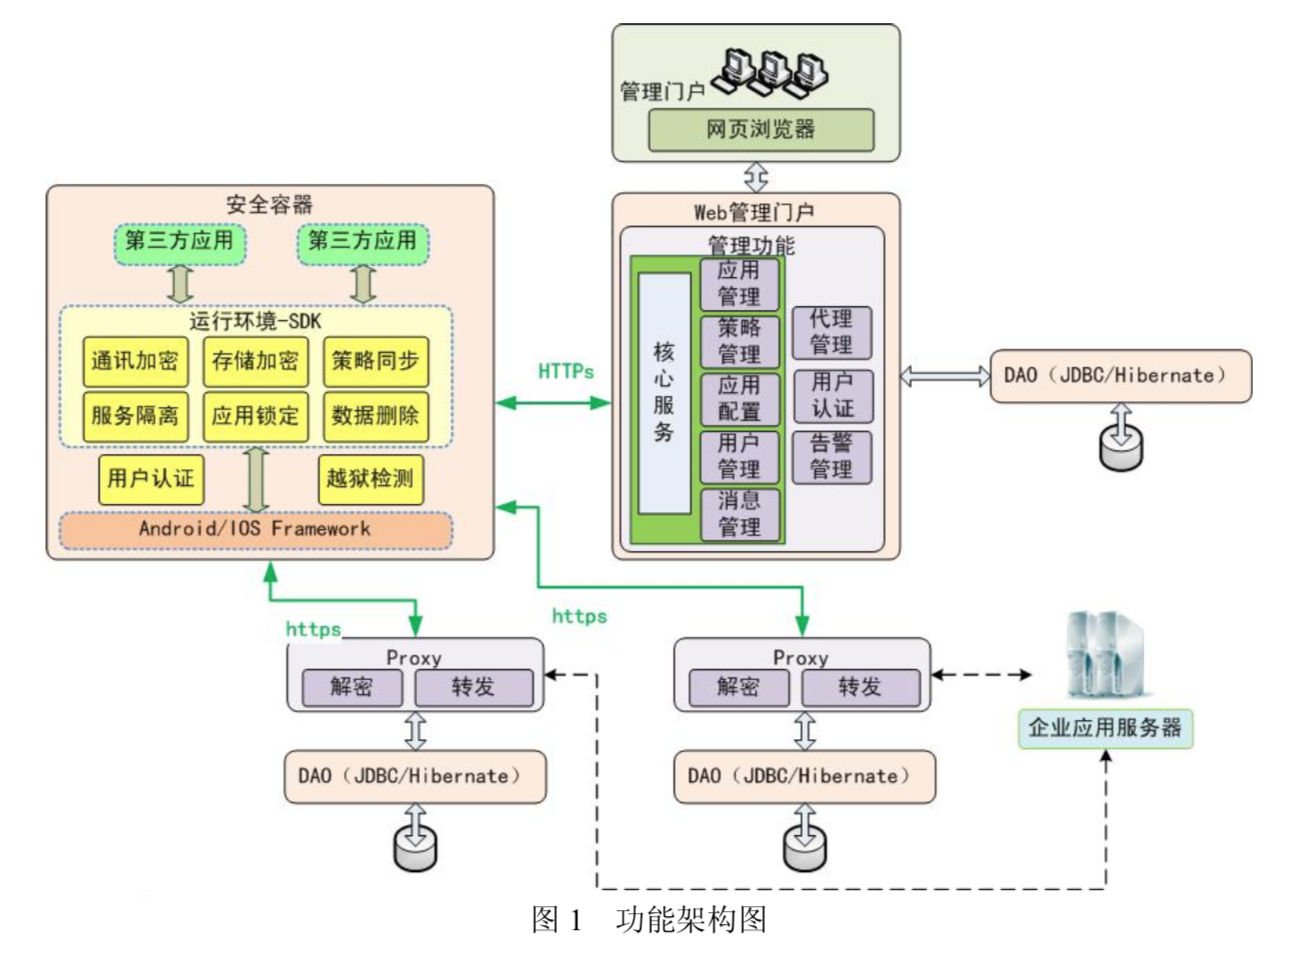 管理门户
网页浏览器
安全容器
第三方应用
第三方应用
运行环境-SDK
通讯加密
存储加密
策略同步
服务隔离
应用锁定
数据删除
用户认证
越狱检测
Android/IOS Framework
HTTPs
Web管理门户
管理功能
核
心
服
务
应用
管理
策略
管理
应用
配置
用户
管理
消息
管理
代理
管理
用户
认证
告警
管理
DAO（JDBC/Hibernate）
https
https
Proxy
解密
转发
DAO（JDBC/Hibernate）
Proxy
解密
转发
DAO（JDBC/Hibernate）
企业应用服务器
图 1　功能架构图